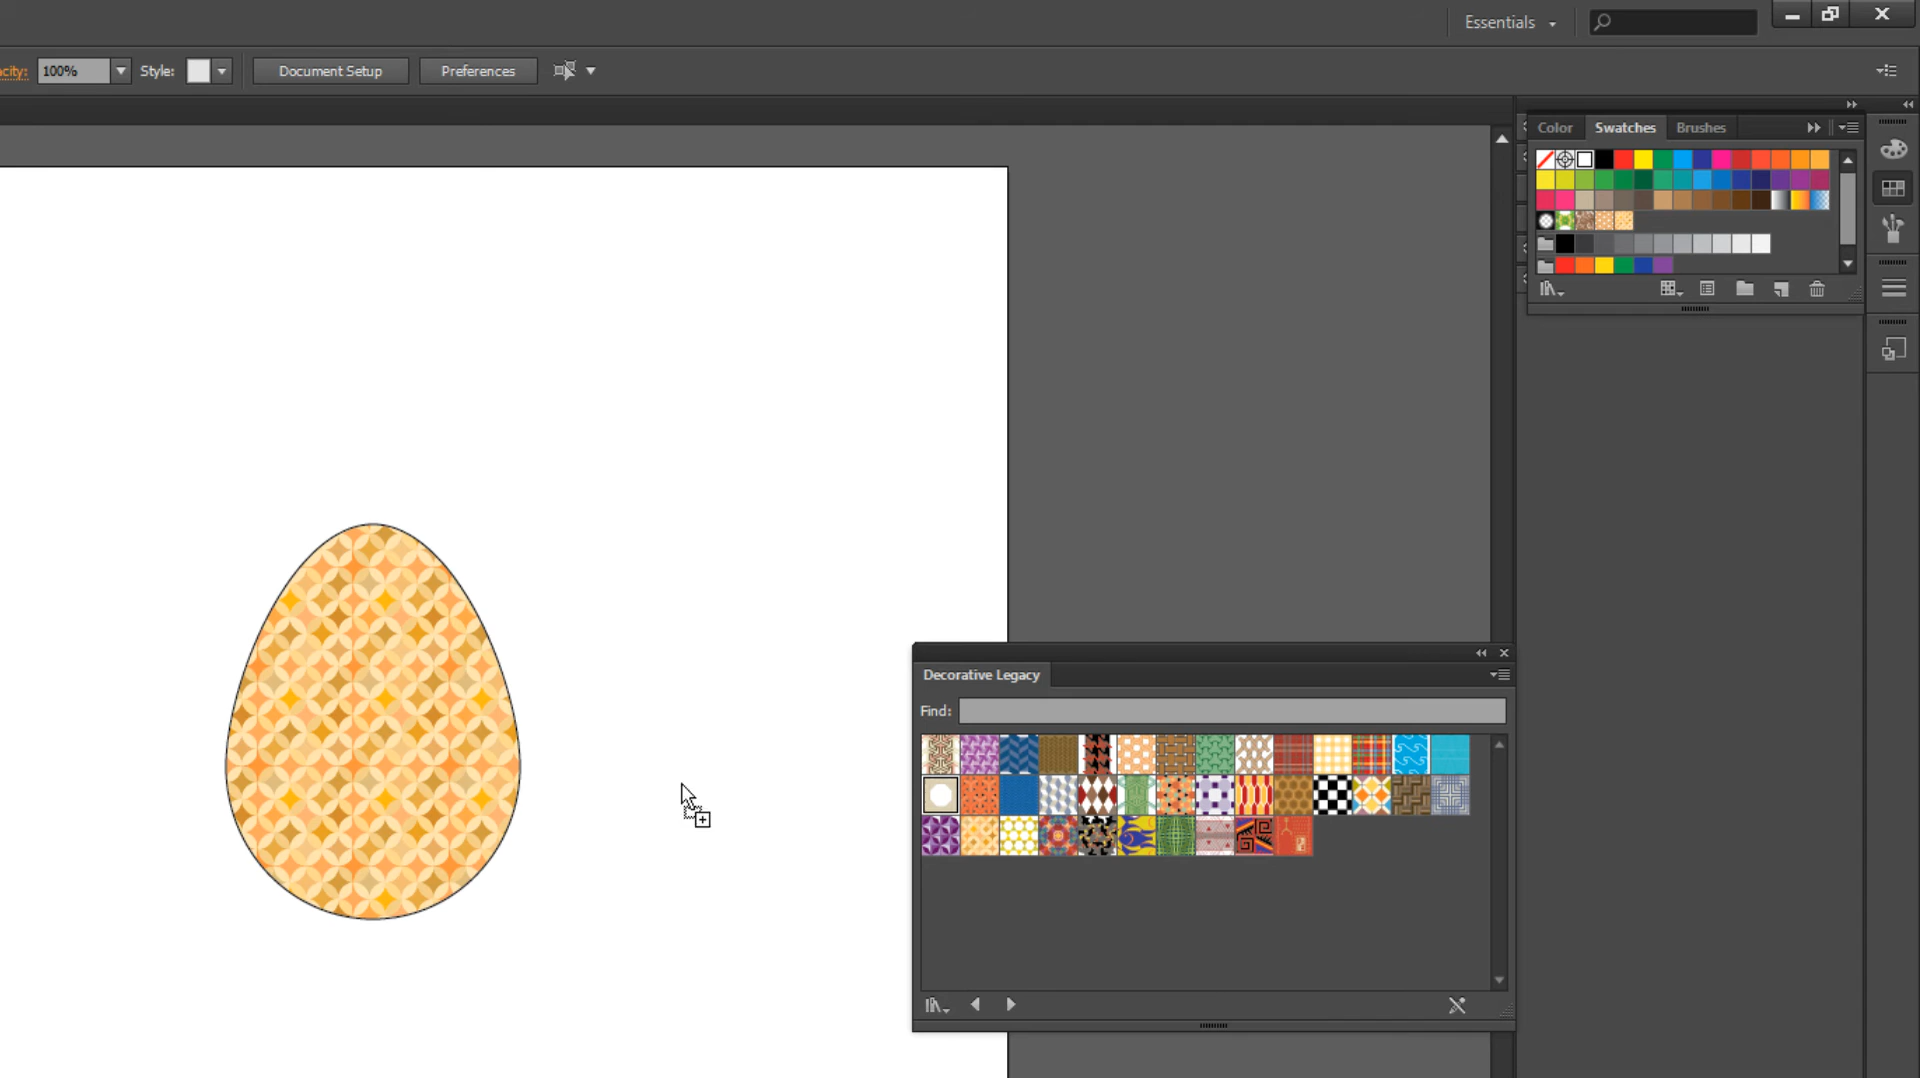 Essentials
acity:
100%
Style:
Document Setup
Preferences
Color
Swatches
Brushes
Decorative Legacy
Find: